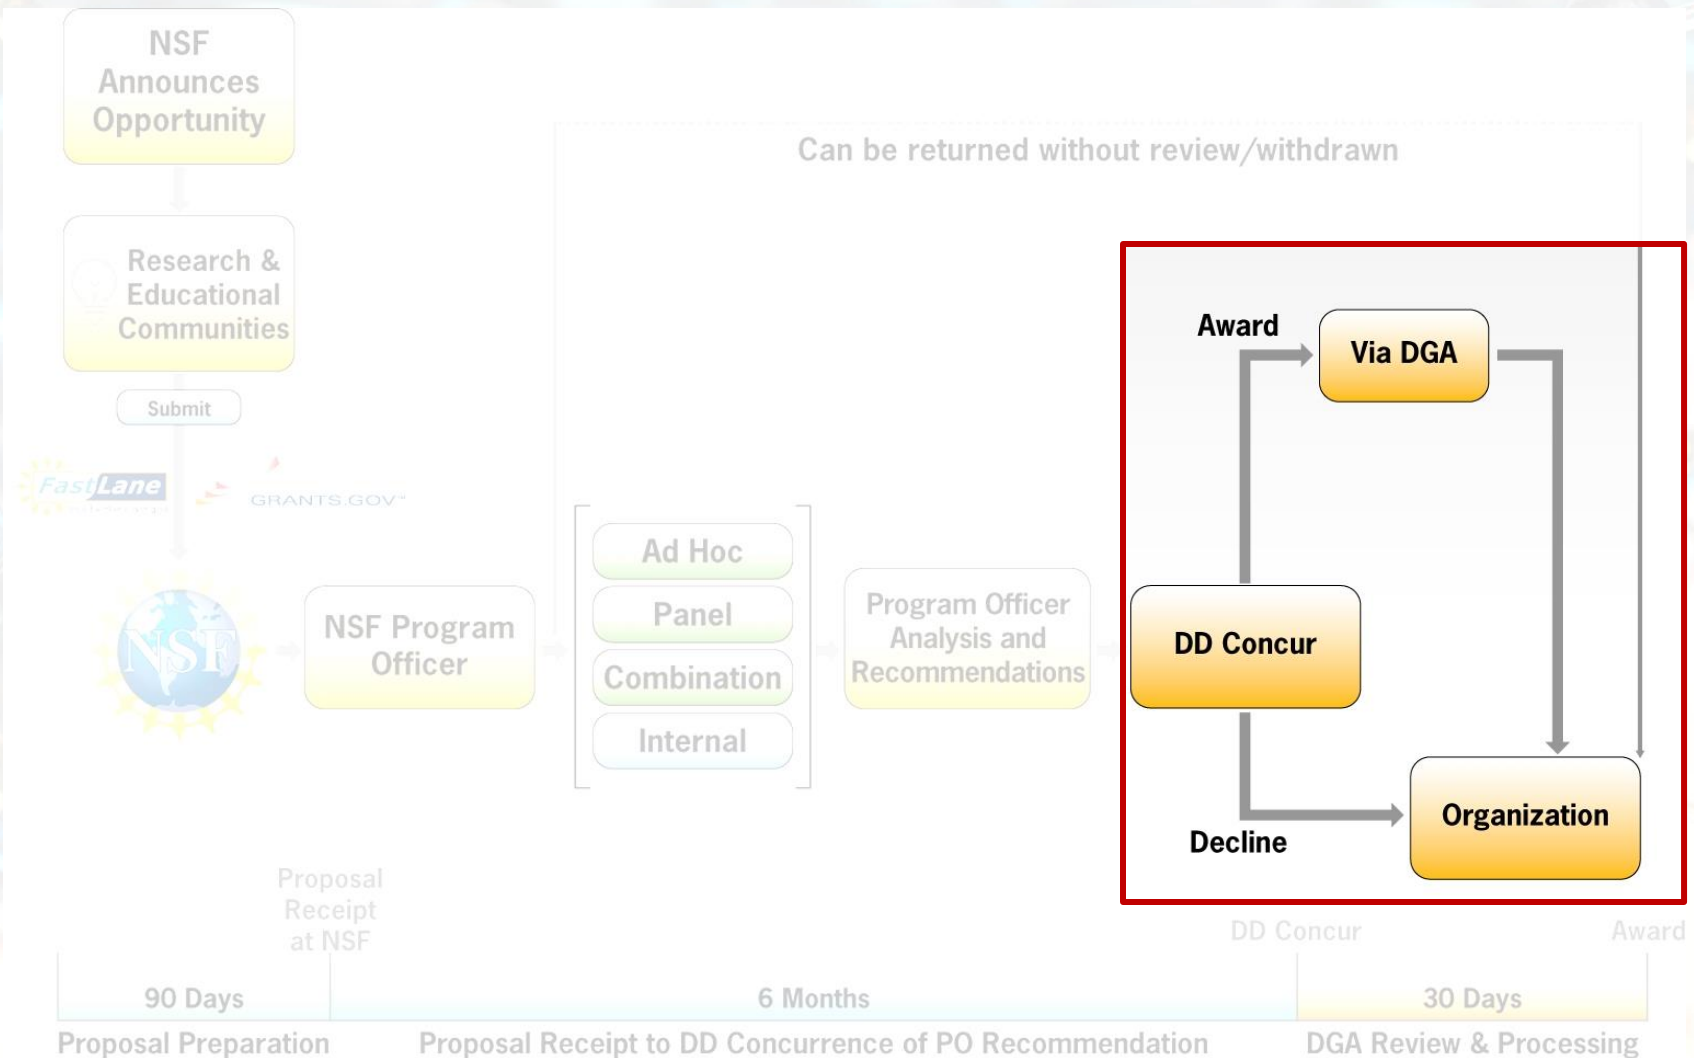 NSF
Announces
Opportunity
Can be returned without review/withdrawn
Research &
Educational
Communities
Submit
FastLane
GRANTS.GOV℠
NSF
NSF Program
Officer
Ad Hoc
Panel
Combination
Internal
Program Officer
Analysis and
Recommendations
Award
Via DGA
DD Concur
Decline
Organization
Proposal
Receipt
at NSF
DD Concur
Award
90 Days
6 Months
30 Days
Proposal Preparation
Proposal Receipt to DD Concurrence of PO Recommendation
DGA Review & Processing